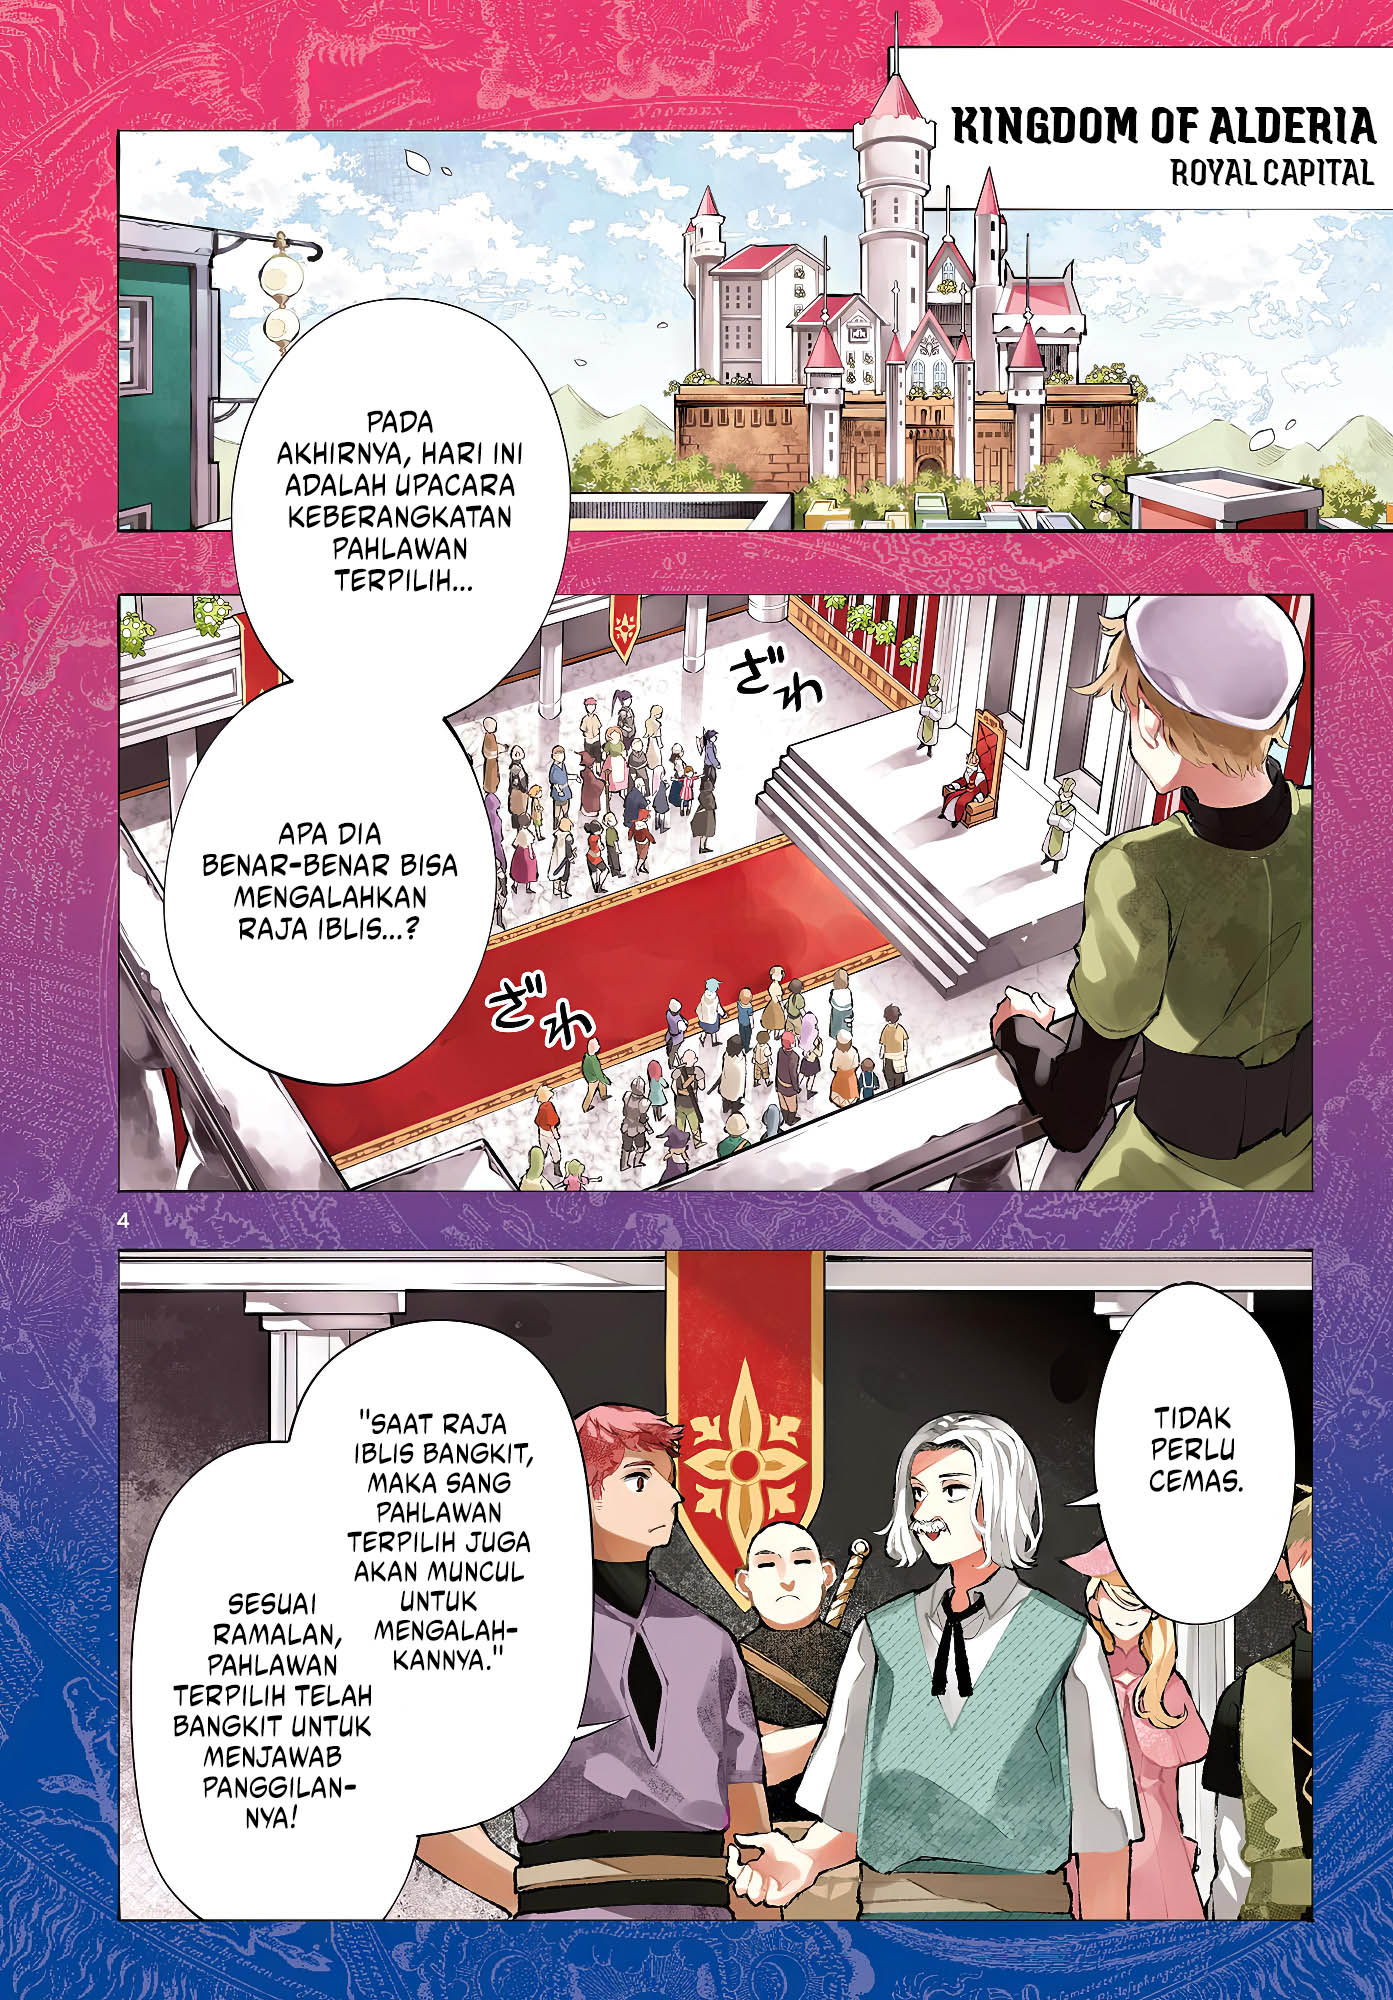 KINGDOM OF ALDERIA
ROYAL CAPITAL
PADA
AKHIRNYA, HARI INI
ADALAH UPACARA
KEBERANGKATAN
PAHLAWAN
TERPILIH...
APA DIA
BENAR-BENAR BISA
MENGALAHKAN
RAJA IBLIS...?
ざわ
ざわ
4
TIDAK
PERLU
CEMAS.
"SAAT RAJA
IBLIS BANGKIT,
MAKA SANG
PAHLAWAN
TERPILIH JUGA
AKAN MUNCUL
UNTUK
MENGALAH-
KANNYA."
SESUAI
RAMALAN,
PAHLAWAN
TERPILIH TELAH
BANGKIT UNTUK
MENJAWAB
PANGGILAN-
NYA!